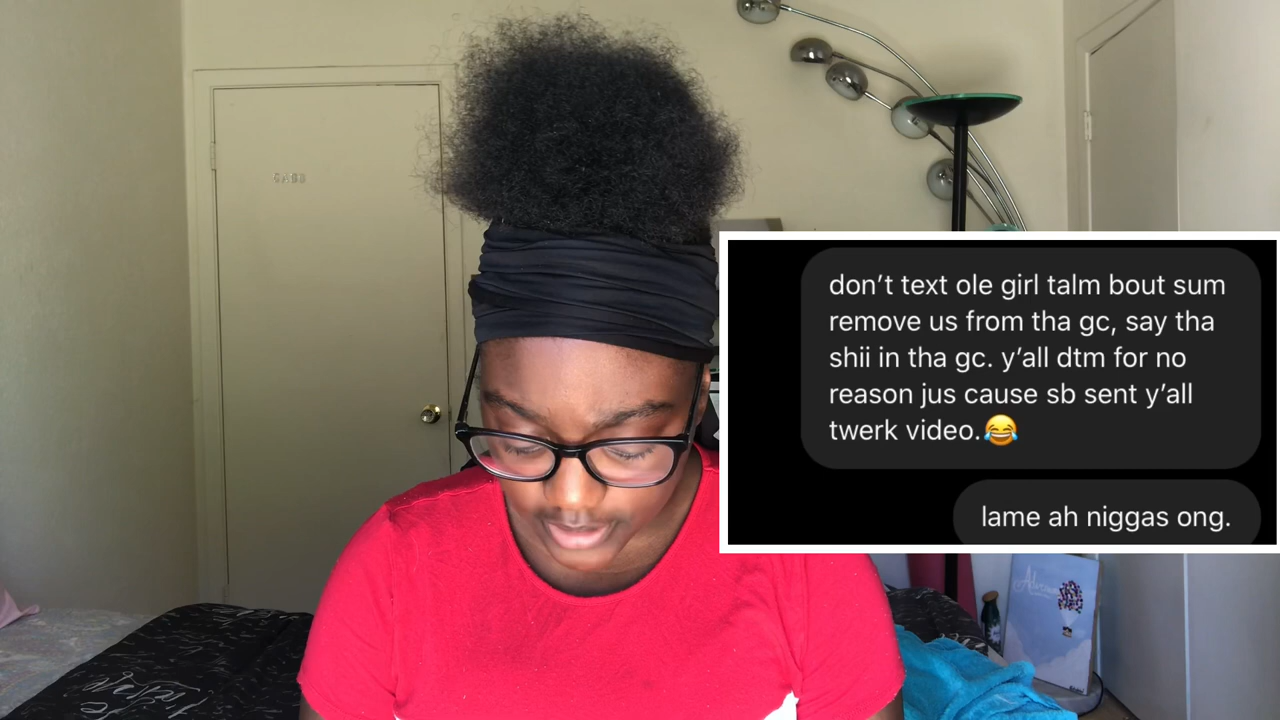 don’t text ole girl talm bout sum
remove us from tha gc, say tha
shii in tha gc. y’all dtm for no
reason jus cause sb sent y’all
twerk video.😂
lame ah niggas ong.